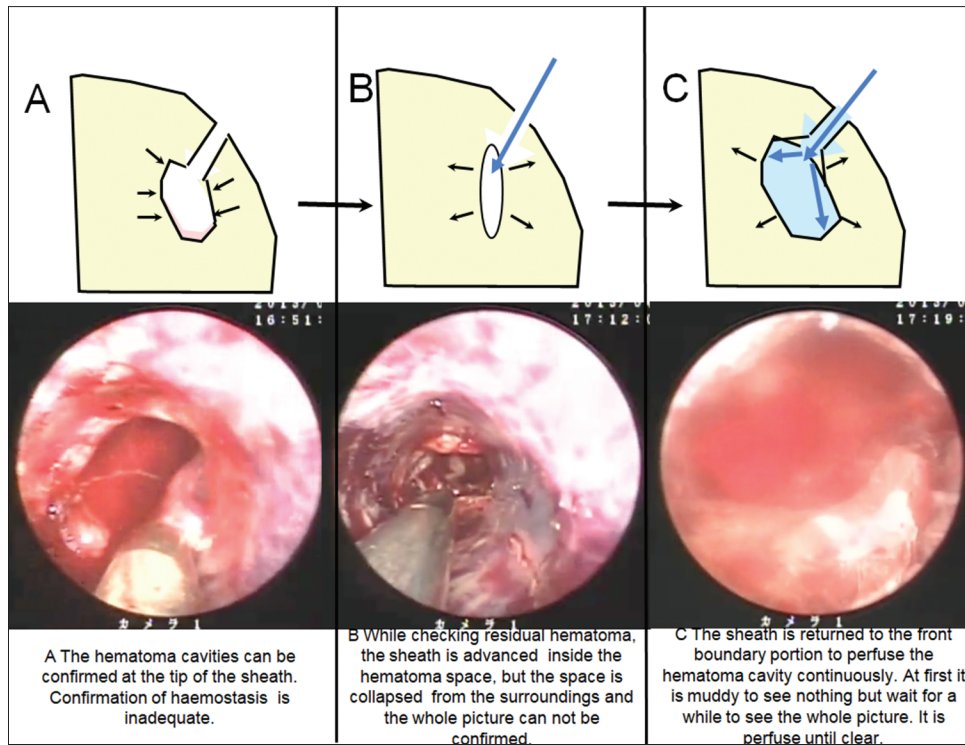 A
B
C
2013/0
16:51:
17:12:0
2013/0
17:19:
カメラ1
カメラ1
カメラ1
A The hematoma cavities can be
confirmed at the tip of the sheath.
Confirmation of haemostasis is
inadequate.
B While checking residual hematoma,
the sheath is advanced inside the
hematoma space, but the space is
collapsed from the surroundings and
the whole picture can not be
confirmed.
C The sheath is returned to the front
boundary portion to perfuse the
hematoma cavity continuously. At first it
is muddy to see nothing but wait for a
while to see the whole picture. It is
perfuse until clear.